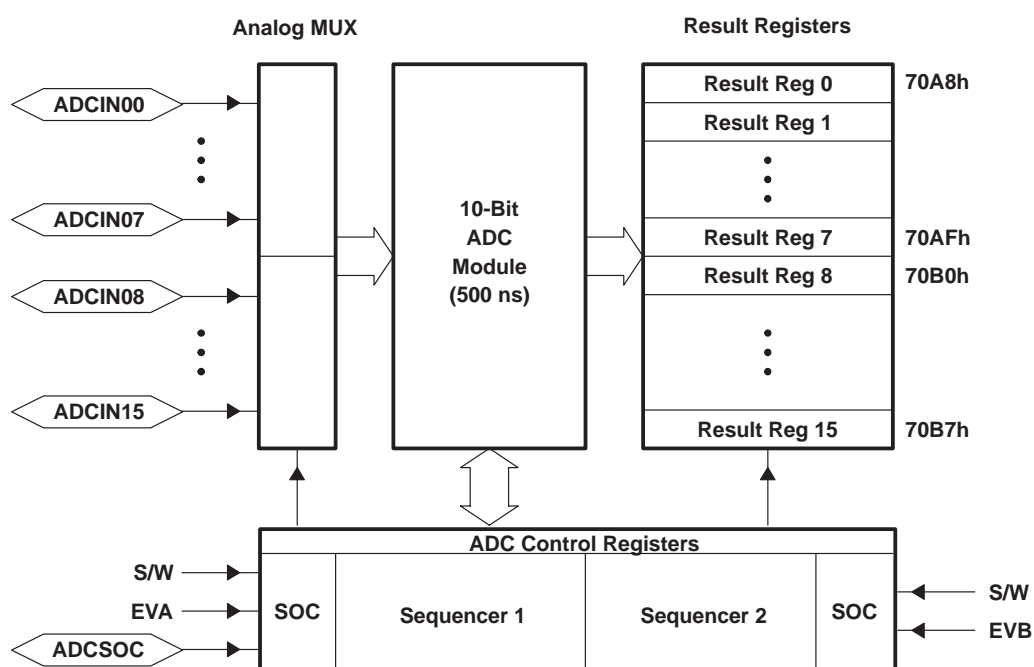 Analog MUX
Result Registers
ADCIN00
ADCIN07
ADCIN08
ADCIN15
10-Bit
ADC
Module
(500 ns)
Result Reg 0
70A8h
Result Reg 1
Result Reg 7
70AFh
Result Reg 8
70B0h
Result Reg 15
70B7h
ADC Control Registers
S/W
EVA
ADCSOC
SOC
Sequencer 1
Sequencer 2
SOC
S/W
EVB